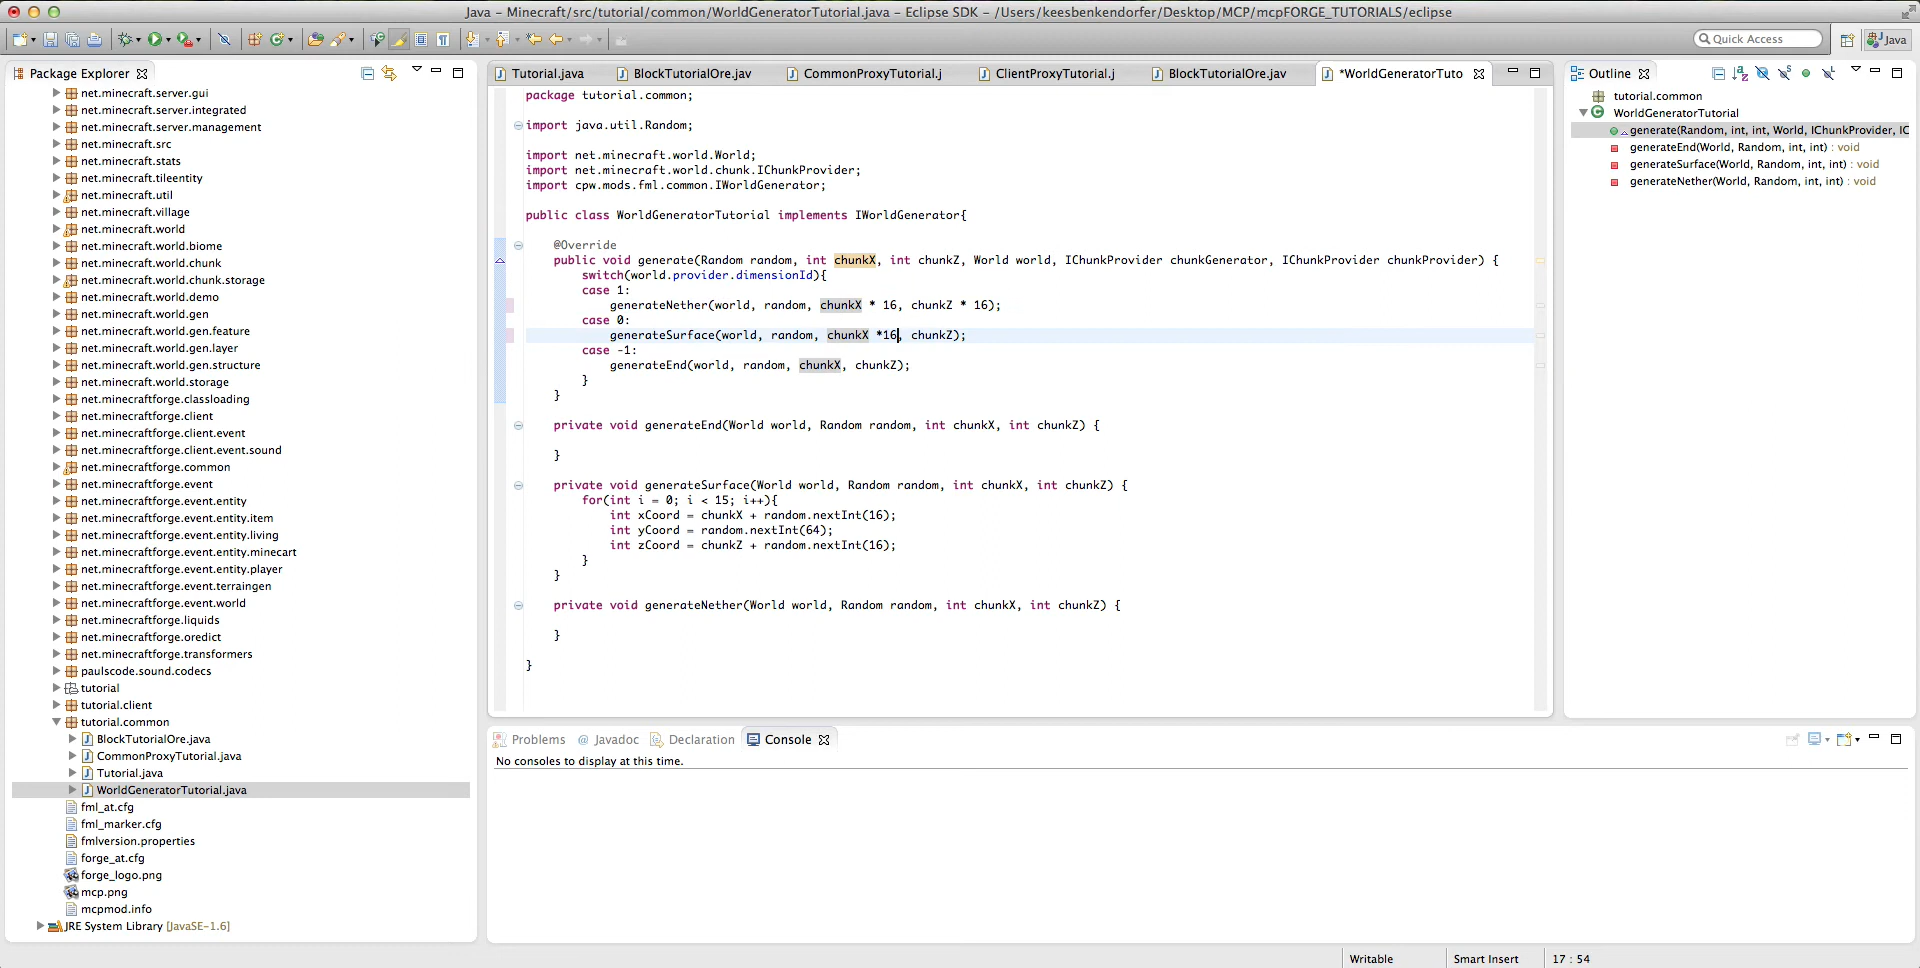 Java – Minecraft/src/tutorial/common/WorldGeneratorTutorial.java – Eclipse SDK – /Users/keesbenkendorfer/Desktop/MCP/mcpFORGE_TUTORIALS/eclipse
Quick Access
Java
Package Explorer
net.minecraft.server.gui
net.minecraft.server.integrated
net.minecraft.server.management
net.minecraft.src
net.minecraft.stats
net.minecraft.tileentity
net.minecraft.util
net.minecraft.village
net.minecraft.world
net.minecraft.world.biome
net.minecraft.world.chunk
net.minecraft.world.chunk.storage
net.minecraft.world.demo
net.minecraft.world.gen
net.minecraft.world.gen.feature
net.minecraft.world.gen.layer
net.minecraft.world.gen.structure
net.minecraft.world.storage
net.minecraftforge.classloading
net.minecraftforge.client
net.minecraftforge.client.event
net.minecraftforge.client.event.sound
net.minecraftforge.common
net.minecraftforge.event
net.minecraftforge.event.entity
net.minecraftforge.event.entity.item
net.minecraftforge.event.entity.living
net.minecraftforge.event.entity.minecart
net.minecraftforge.event.entity.player
net.minecraftforge.event.terraingen
net.minecraftforge.event.world
net.minecraftforge.liquids
net.minecraftforge.oredict
net.minecraftforge.transformers
paulscode.sound.codecs
tutorial
tutorial.client
tutorial.common
BlockTutorialOre.java
CommonProxyTutorial.java
Tutorial.java
WorldGeneratorTutorial.java
fml_at.cfg
fml_marker.cfg
fmlversion.properties
forge_at.cfg
forge_logo.png
mcp.png
mcpmod.info
JRE System Library [JavaSE-1.6]
Tutorial.java BlockTutorialOre.jav CommonProxyTutorial.j ClientProxyTutorial.j BlockTutorialOre.jav *WorldGeneratorTuto
package tutorial.common;
import java.util.Random;
import net.minecraft.world.World;
import net.minecraft.world.chunk.IChunkProvider;
import cpw.mods.fml.common.IWorldGenerator;
public class WorldGeneratorTutorial implements IWorldGenerator{
@Override
public void generate(Random random, int chunkX, int chunkZ, World world, IChunkProvider chunkGenerator, IChunkProvider chunkProvider) {
switch(world.provider.dimensionId){
case 1:
generateNether(world, random, chunkX * 16, chunkZ * 16);
case 0:
generateSurface(world, random, chunkX *16, chunkZ);
case -1:
generateEnd(world, random, chunkX, chunkZ);
}
}
private void generateEnd(World world, Random random, int chunkX, int chunkZ) {
}
private void generateSurface(World world, Random random, int chunkX, int chunkZ) {
for(int i = 0; i < 15; i++){
int xCoord = chunkX + random.nextInt(16);
int yCoord = random.nextInt(64);
int zCoord = chunkZ + random.nextInt(16);
}
}
private void generateNether(World world, Random random, int chunkX, int chunkZ) {
}
}
Outline
tutorial.common
WorldGeneratorTutorial
generate(Random, int, int, World, IChunkProvider, IC
generateEnd(World, Random, int, int) : void
generateSurface(World, Random, int, int) : void
generateNether(World, Random, int, int) : void
Problems @ Javadoc Declaration Console
No consoles to display at this time.
Writable Smart Insert 17 : 54